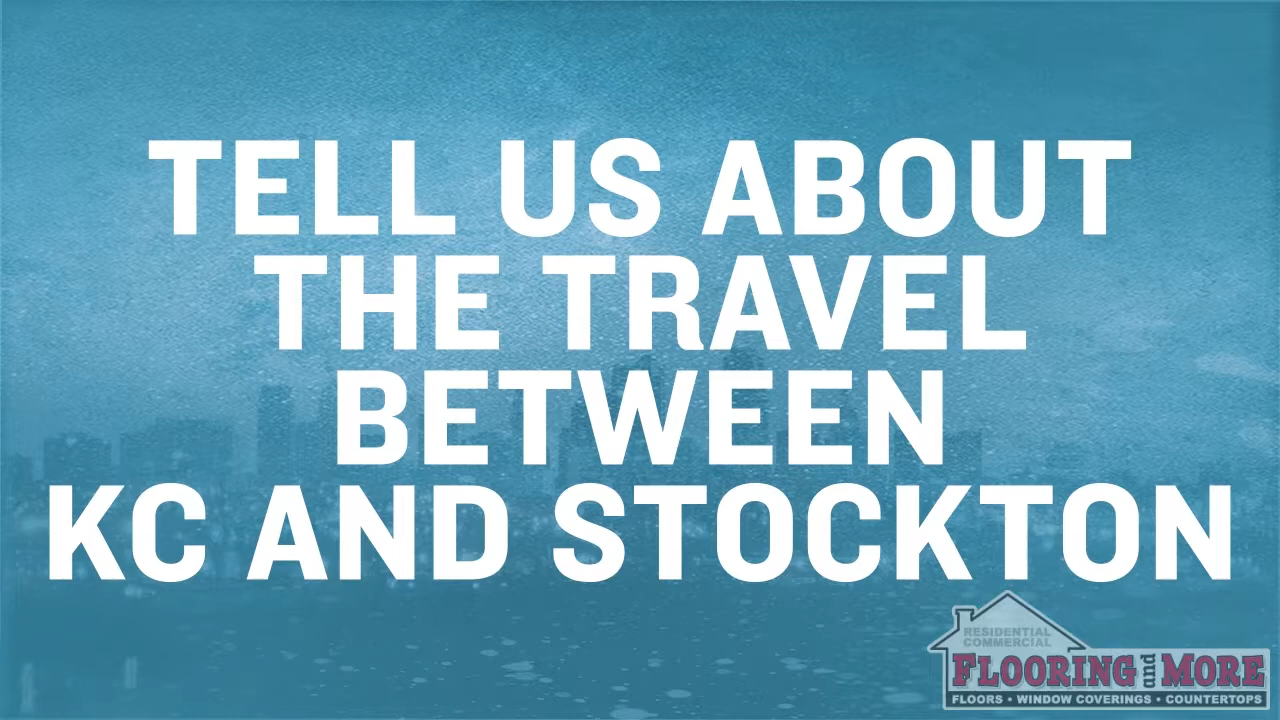 TELL US ABOUT
THE TRAVEL
BETWEEN
KC AND STOCKTON
RESIDENTIAL
COMMERCIAL
FLOORING and MORE
FLOORS • WINDOW COVERINGS • COUNTERTOPS